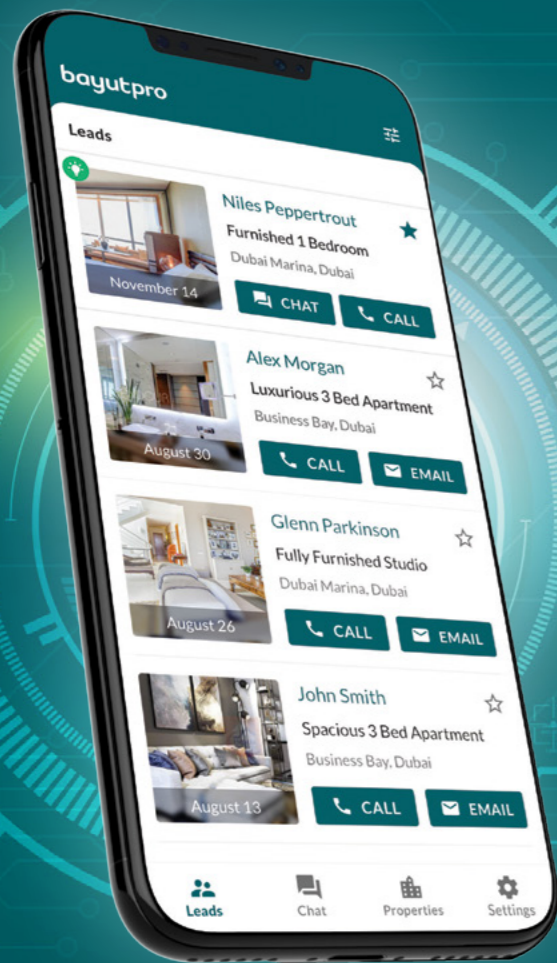 bayutpro
Leads
Niles Peppertrout
Furnished 1 Bedroom
Dubai Marina, Dubai
November 14
CHAT
CALL
Alex Morgan
Luxurious 3 Bed Apartment
Business Bay, Dubai
August 30
CALL
EMAIL
Glenn Parkinson
Fully Furnished Studio
Dubai Marina, Dubai
August 26
CALL
EMAIL
John Smith
Spacious 3 Bed Apartment
Business Bay, Dubai
August 13
CALL
EMAIL
Leads
Chat
Properties
Settings